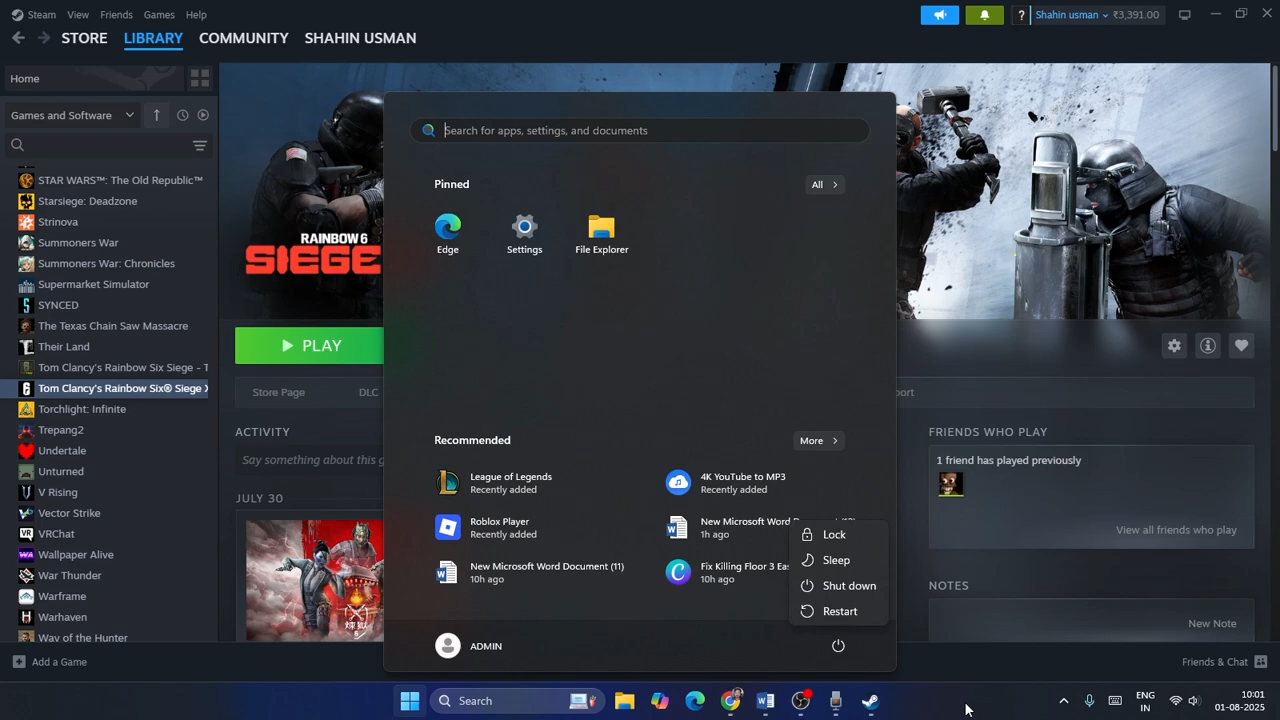 Steam View Friends Games Help
? Shahin usman ₹3,391.00
STORE LIBRARY COMMUNITY SHAHIN USMAN
Home
Games and Software
STAR WARS™: The Old Republic™
Starsiege: Deadzone
Strinova
Summoners War
Summoners War: Chronicles
Supermarket Simulator
SYNCED
The Texas Chain Saw Massacre
Their Land
Tom Clancy's Rainbow Six Siege - T
Tom Clancy's Rainbow Six® Siege X
Torchlight: Infinite
Trepang2
Undertale
Unturned
V Rising
Vector Strike
VRChat
Wallpaper Alive
War Thunder
Warframe
Warhaven
Way of the Hunter
Add a Game
RAINBOW 6
SIEGE
PLAY
Store Page DLC
ACTIVITY
Say something about this g
JULY 30
Search for apps, settings, and documents
Pinned All
Edge Settings File Explorer
Recommended More
League of Legends
Recently added
4K YouTube to MP3
Recently added
Roblox Player
Recently added
New Microsoft Word
1h ago
New Microsoft Word Document (11)
10h ago
Fix Killing Floor 3 Eas
10h ago
Lock
Sleep
Shut down
Restart
ADMIN
FRIENDS WHO PLAY
1 friend has played previously
View all friends who play
NOTES
New Note
Friends & Chat
Search
ENG
IN
10:01
01-08-2025